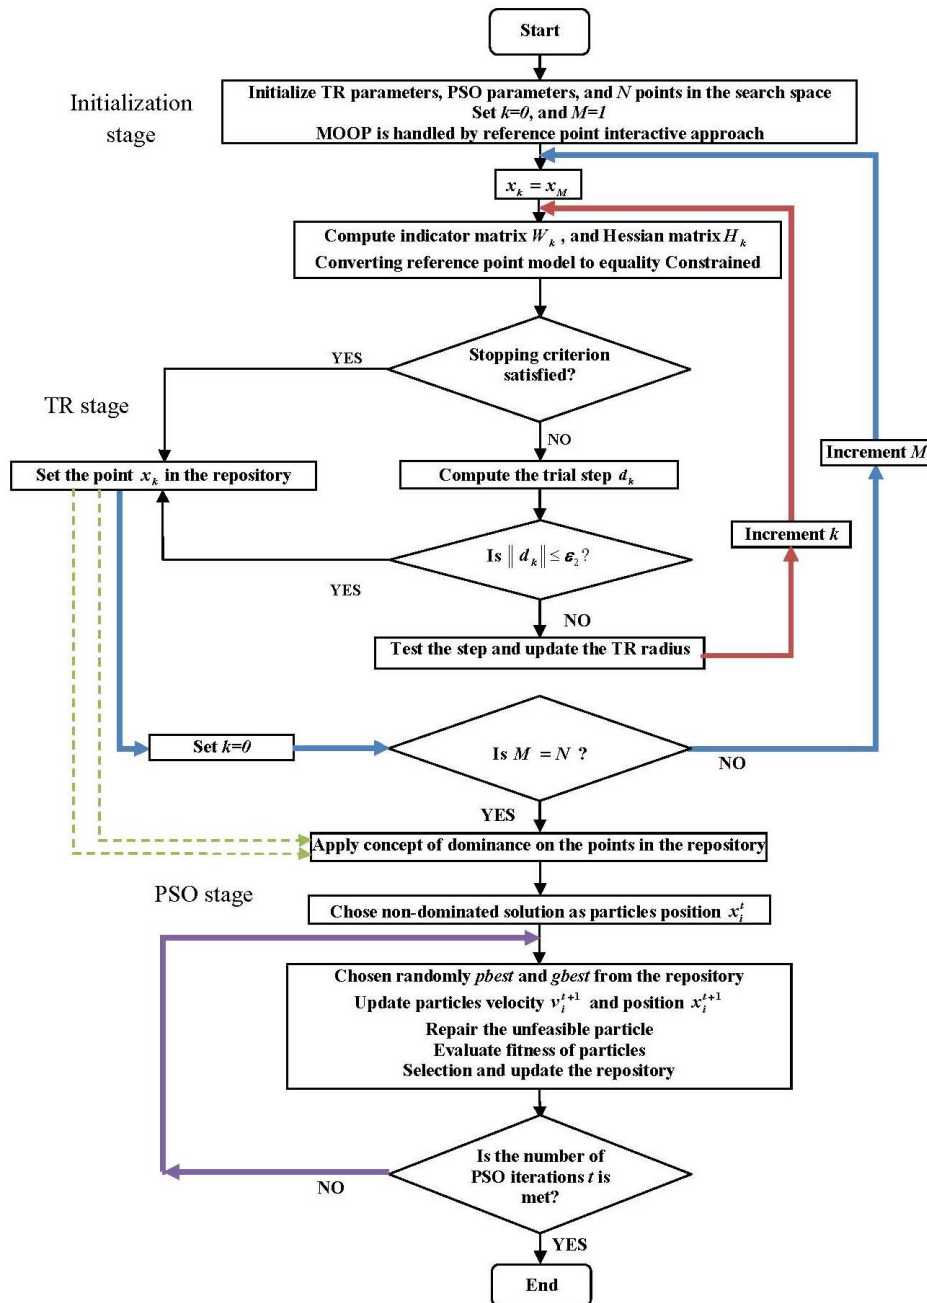 Start
Initialization
stage
Initialize TR parameters, PSO parameters, and N points in the search space
Set k=0, and M=1
MOOP is handled by reference point interactive approach
x_k = x_M
Compute indicator matrix W_k , and Hessian matrix H_k
Converting reference point model to equality Constrained
Stopping criterion
satisfied?
YES
NO
TR stage
Set the point x_k in the repository
Compute the trial step d_k
Increment M
Increment k
Is ‖ d_k ‖ ≤ ε_2 ?
YES
NO
Test the step and update the TR radius
Set k=0
Is M = N ?
NO
YES
Apply concept of dominance on the points in the repository
PSO stage
Chose non-dominated solution as particles position x_i^t
Chosen randomly pbest and gbest from the repository
Update particles velocity v_i^{t+1} and position x_i^{t+1}
Repair the unfeasible particle
Evaluate fitness of particles
Selection and update the repository
Is the number of
PSO iterations t is
met?
NO
YES
End